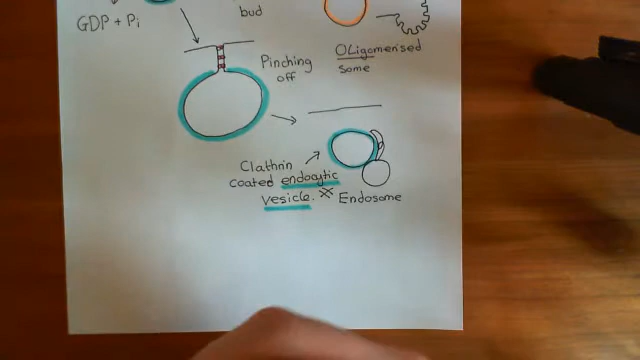 GDP + Pi
bud
OLigomerised
some
Pinching
off
Clathrin
coated endocytic
vesicle.
Endosome